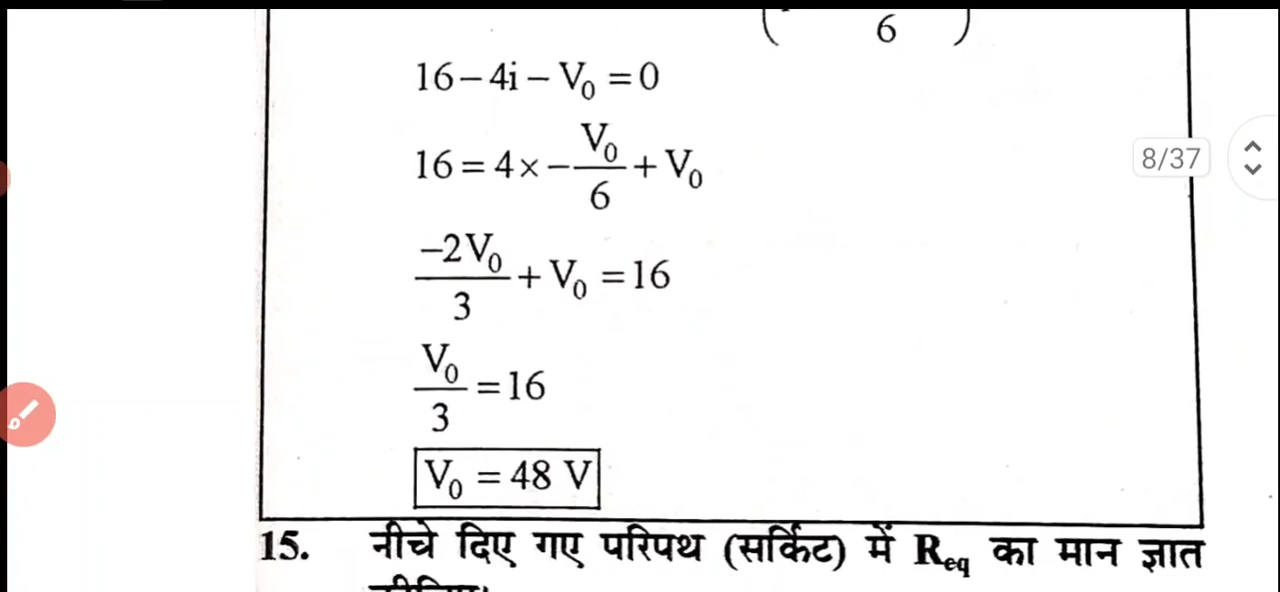 ( 6 )
16 – 4i – V₀ = 0
16 = 4 × – V₀/6 + V₀
8/37
–2V₀/3 + V₀ = 16
V₀/3 = 16
V₀ = 48 V
15. नीचे दिए गए परिपथ (सर्किट) में Req का मान ज्ञात